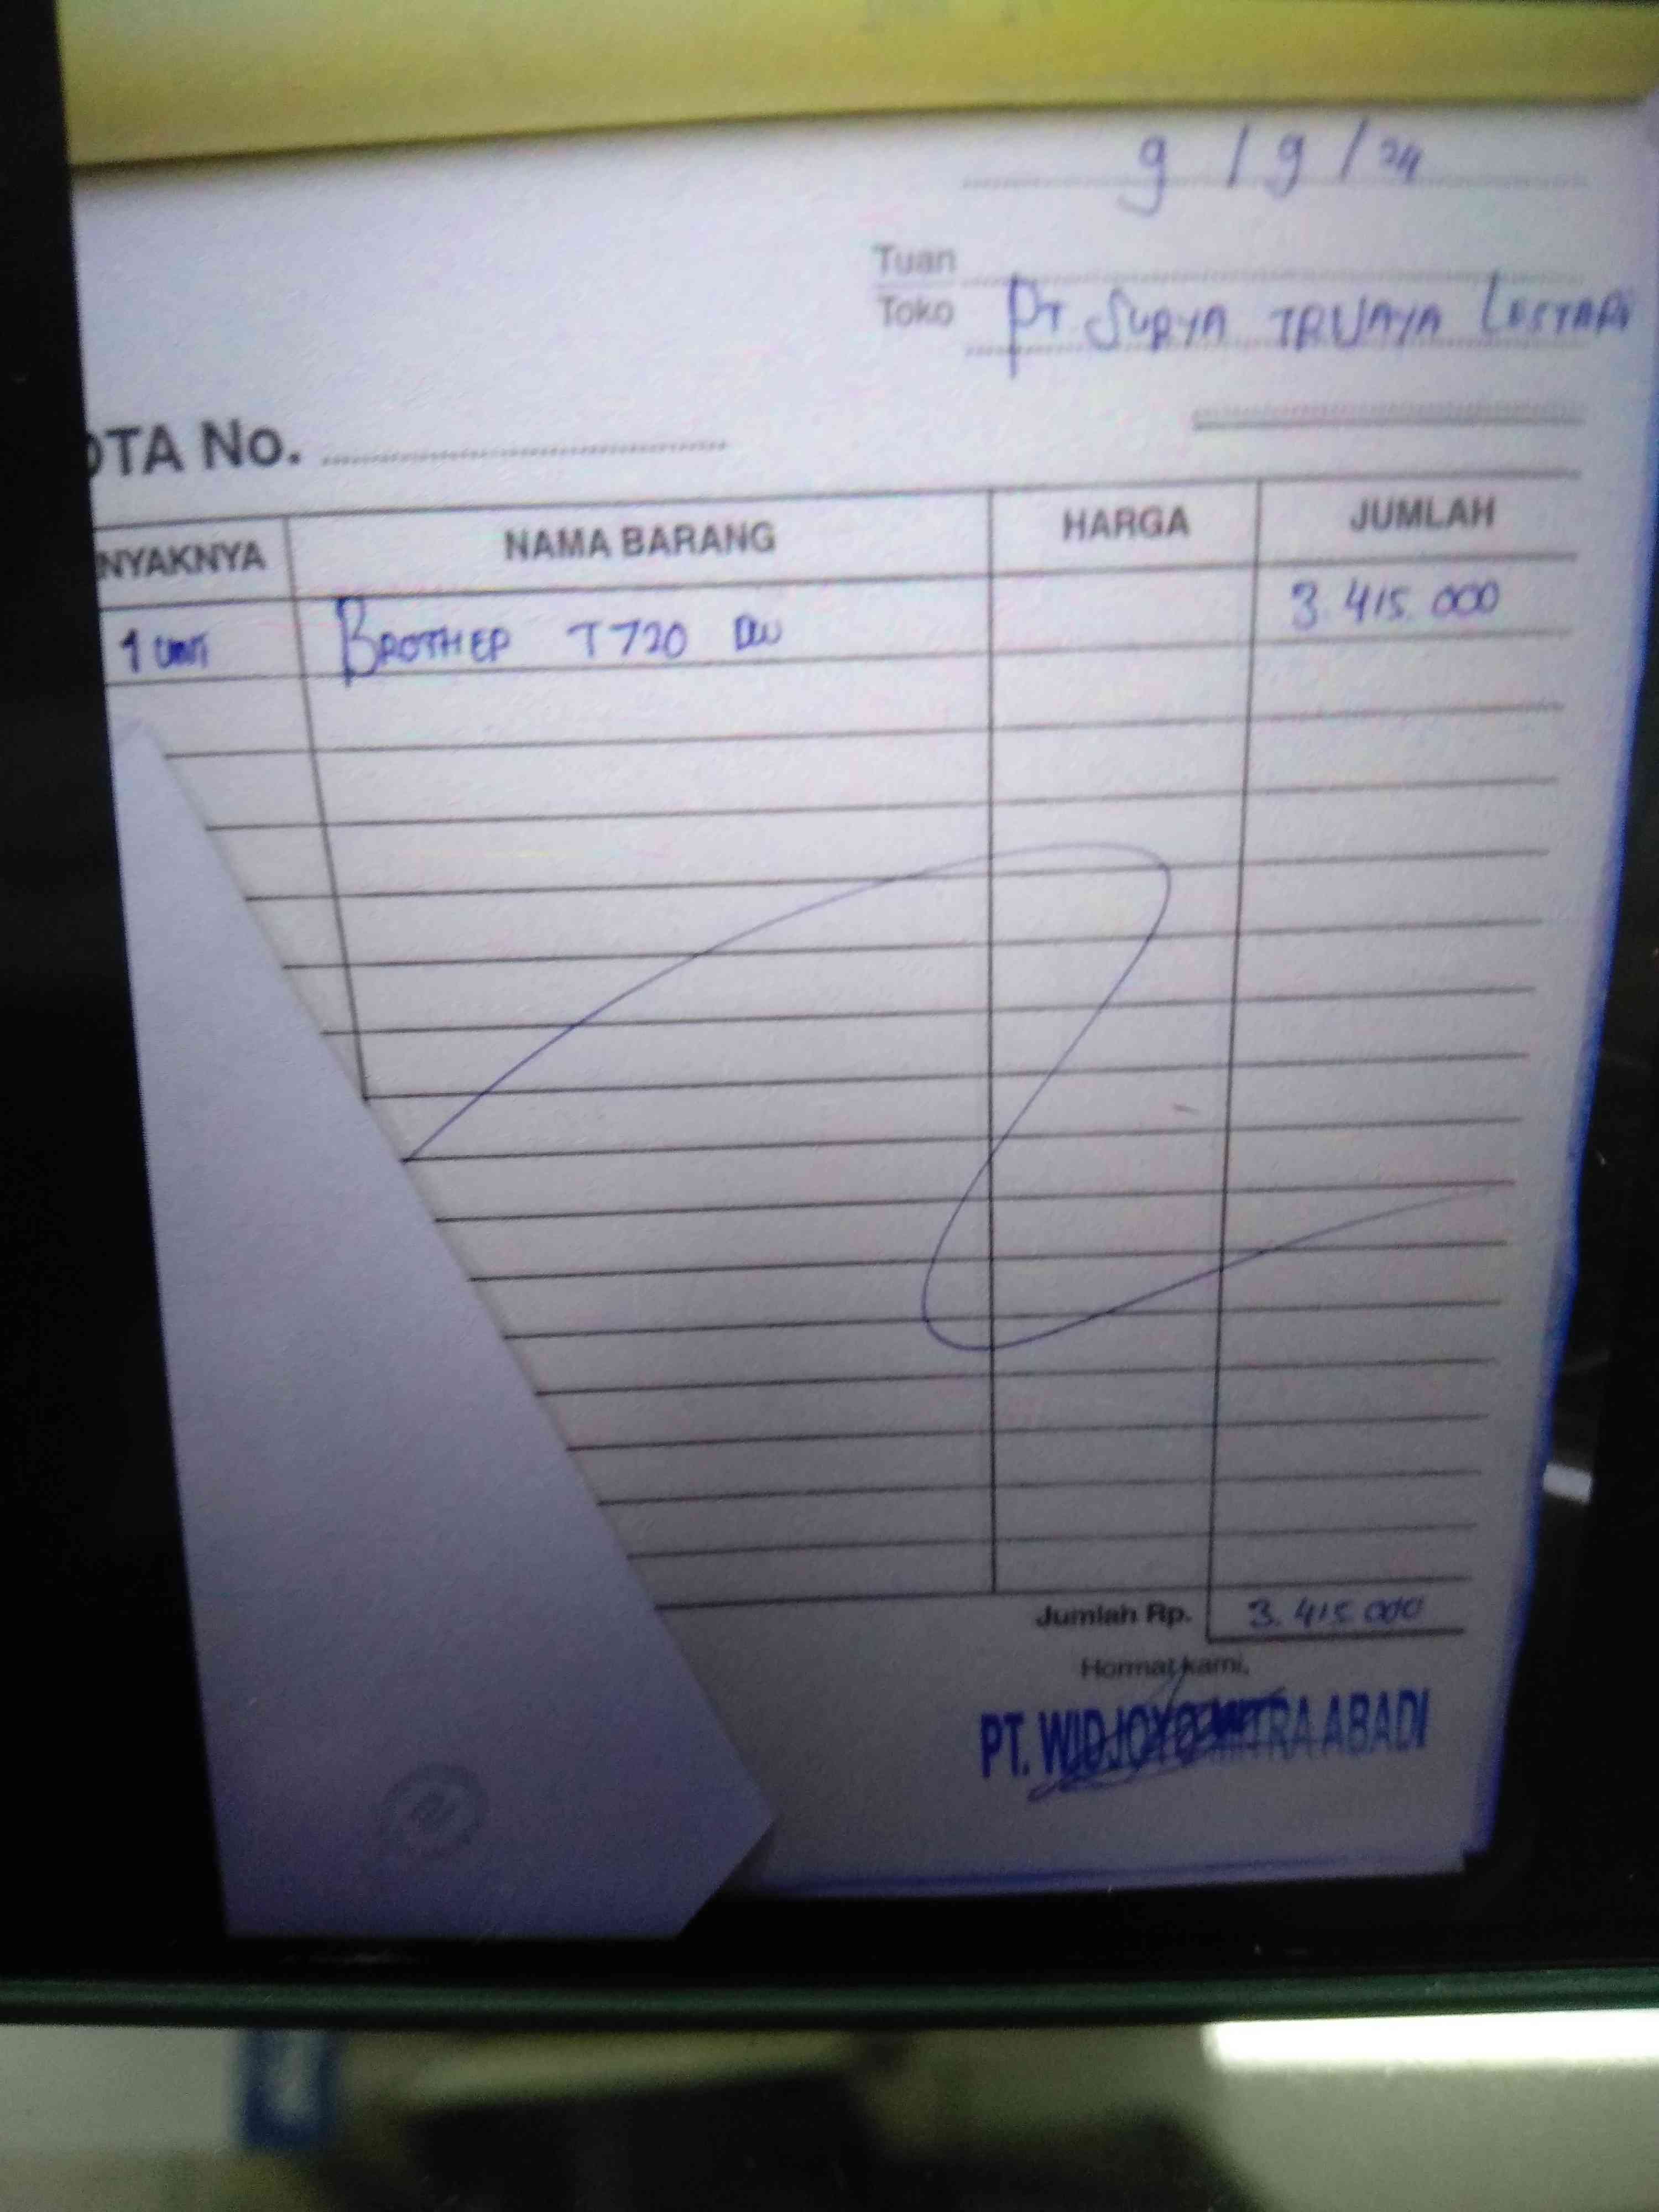 9 / 9 / 24
Tuan
Toko PT SURYA TRIJAYA LESTARI
OTA No.
NYAKNYA NAMA BARANG HARGA JUMLAH
1 UNIT BROTHER T720 DW 3.415.000
Jumlah Rp. 3.415.000
Hormat kami,
PT. WIDJOYO MITRA ABADI